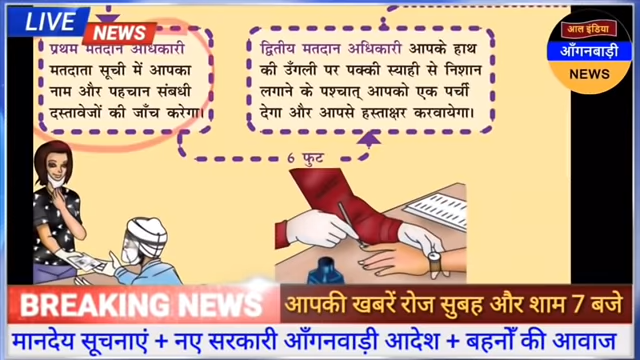 LIVE NEWS
प्रथम मतदान अधिकारी
मतदाता सूची में आपका
नाम और पहचान संबधी
दस्तावेजों की जाँच करेगा।
द्वितीय मतदान अधिकारी आपके हाथ
की उँगली पर पक्की स्याही से निशान
लगाने के पश्चात् आपको एक पर्ची
देगा और आपसे हस्ताक्षर करवायेगा।
आल इंडिया
आँगनबाड़ी
NEWS
6 फुट
BREAKING NEWS
आपकी खबरें रोज सुबह और शाम 7 बजे
मानदेय सूचनाएं + नए सरकारी आँगनवाड़ी आदेश + बहनोँ की आवाज